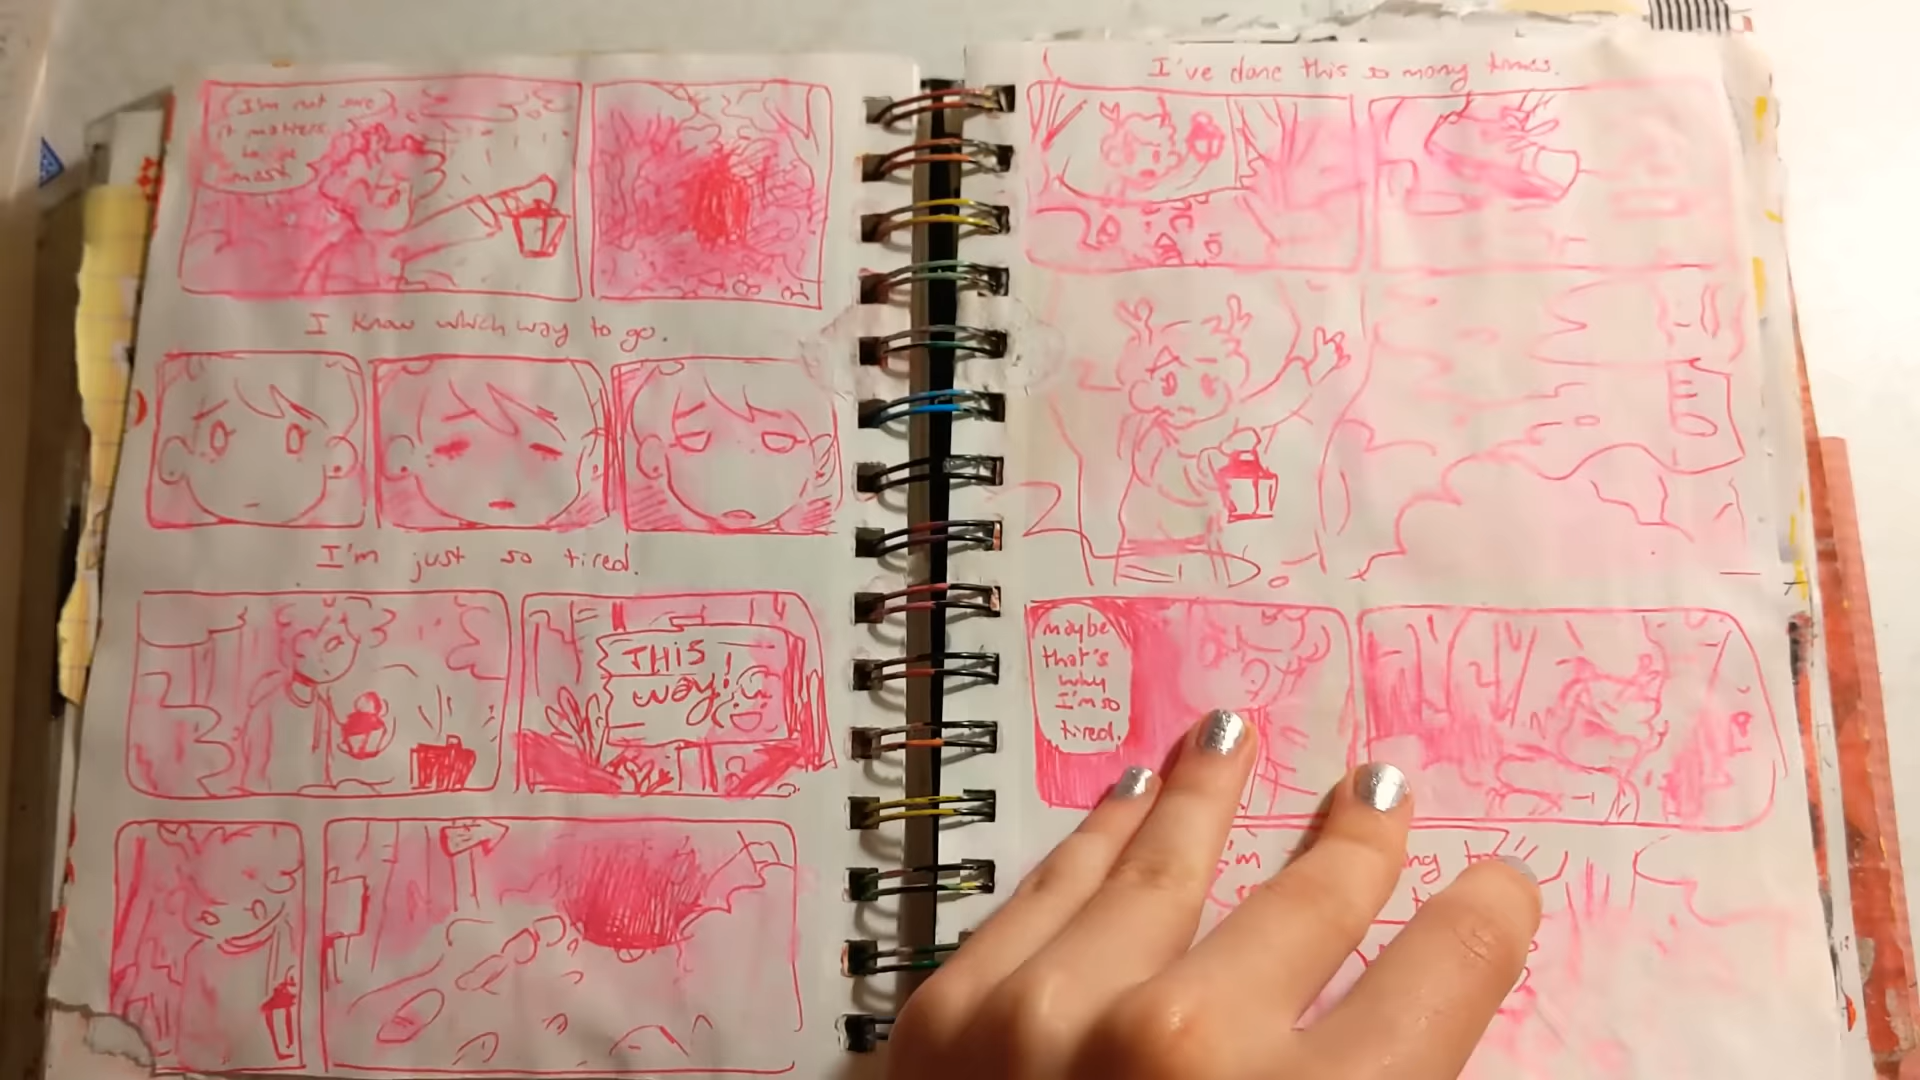 I'm not sure
it matters
mask
I know which way to go.
I'm just so tired.
THIS
way!
I've done this so many times.
maybe
that's
why
I'm so
tired.